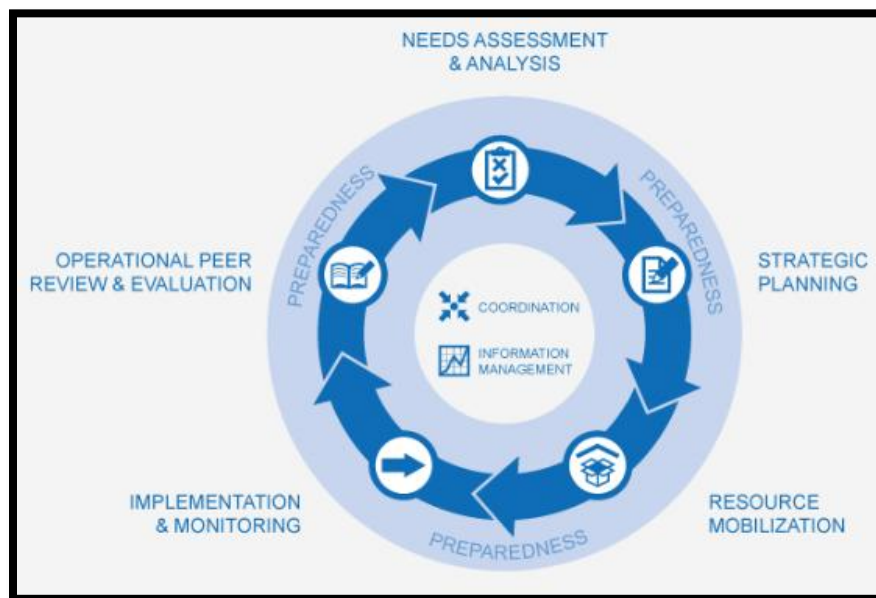 NEEDS ASSESSMENT
& ANALYSIS
PREPAREDNESS
PREPAREDNESS
OPERATIONAL PEER
REVIEW & EVALUATION
STRATEGIC
PLANNING
COORDINATION
INFORMATION
MANAGEMENT
IMPLEMENTATION
& MONITORING
RESOURCE
MOBILIZATION
PREPAREDNESS